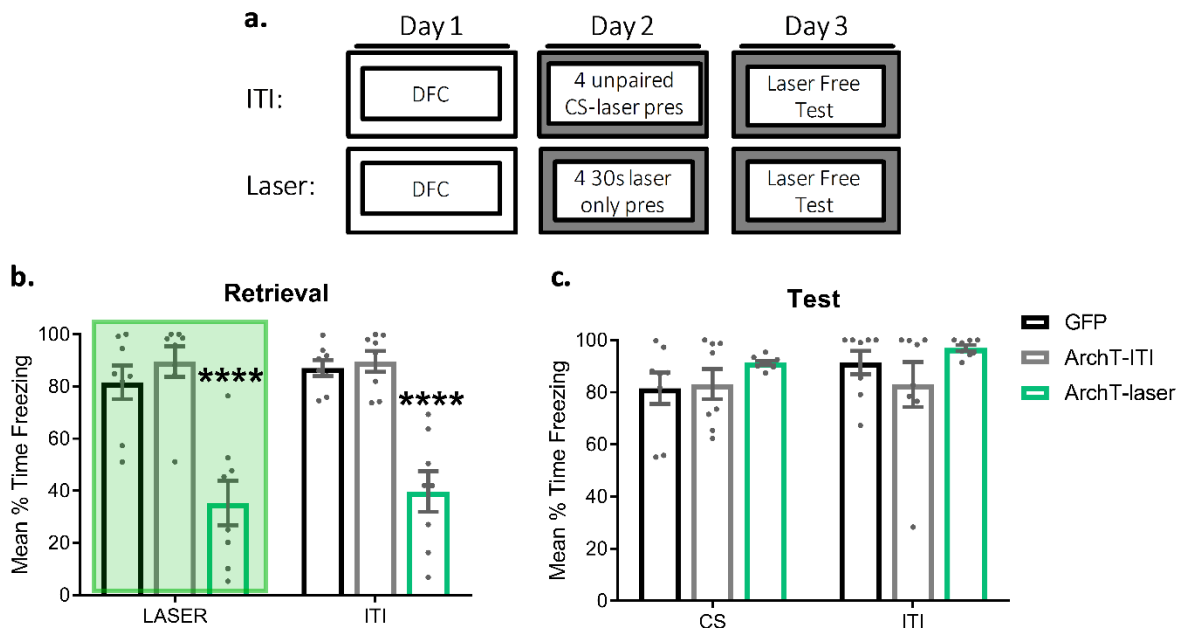 a.
Day 1 Day 2 Day 3
ITI:
DFC
4 unpaired
CS-laser pres
Laser Free
Test
Laser:
DFC
4 30s laser
only pres
Laser Free
Test
b.
Retrieval
Mean % Time Freezing
100
80
60
40
20
0
****
****
LASER ITI
c.
Test
Mean % Time Freezing
100
80
60
40
20
0
CS ITI
GFP
ArchT-ITI
ArchT-laser